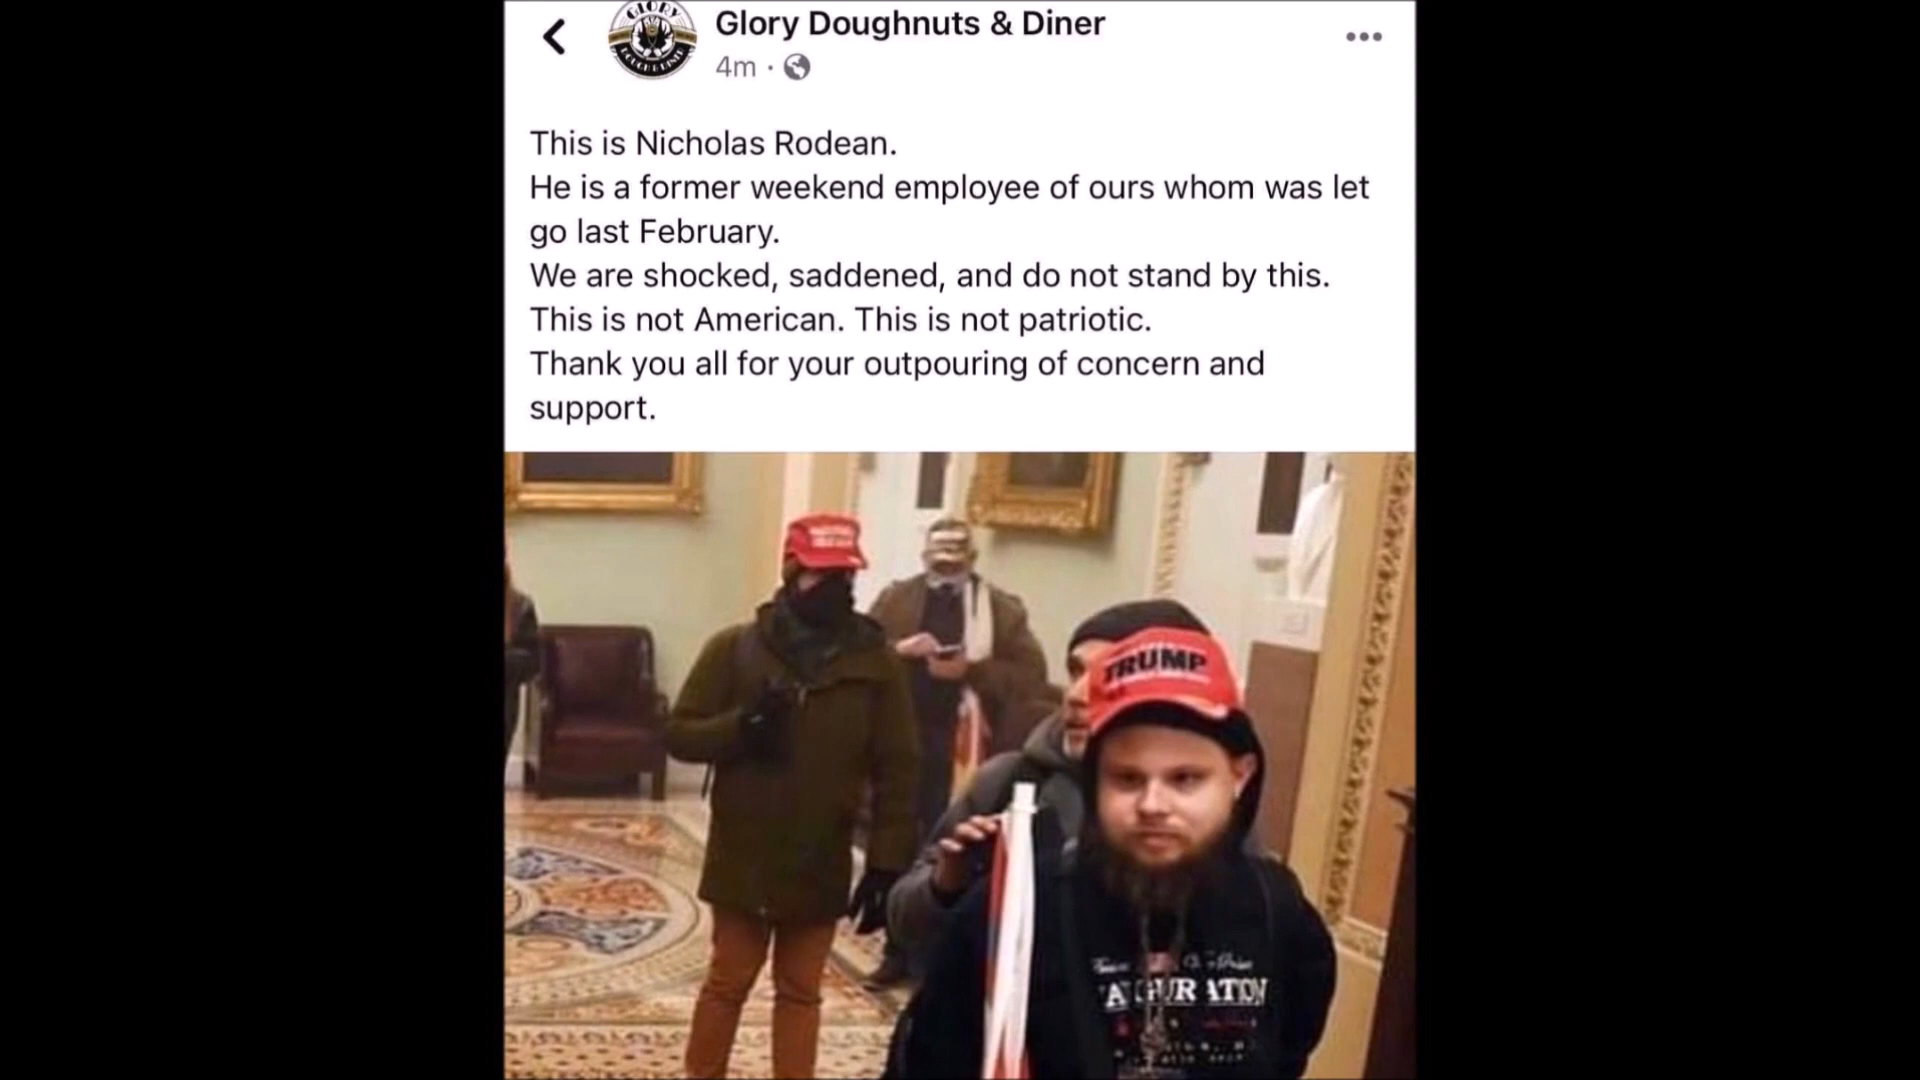 GLORY
Glory Doughnuts & Diner
4m ·
This is Nicholas Rodean.
He is a former weekend employee of ours whom was let
go last February.
We are shocked, saddened, and do not stand by this.
This is not American. This is not patriotic.
Thank you all for your outpouring of concern and
support.
TRUMP